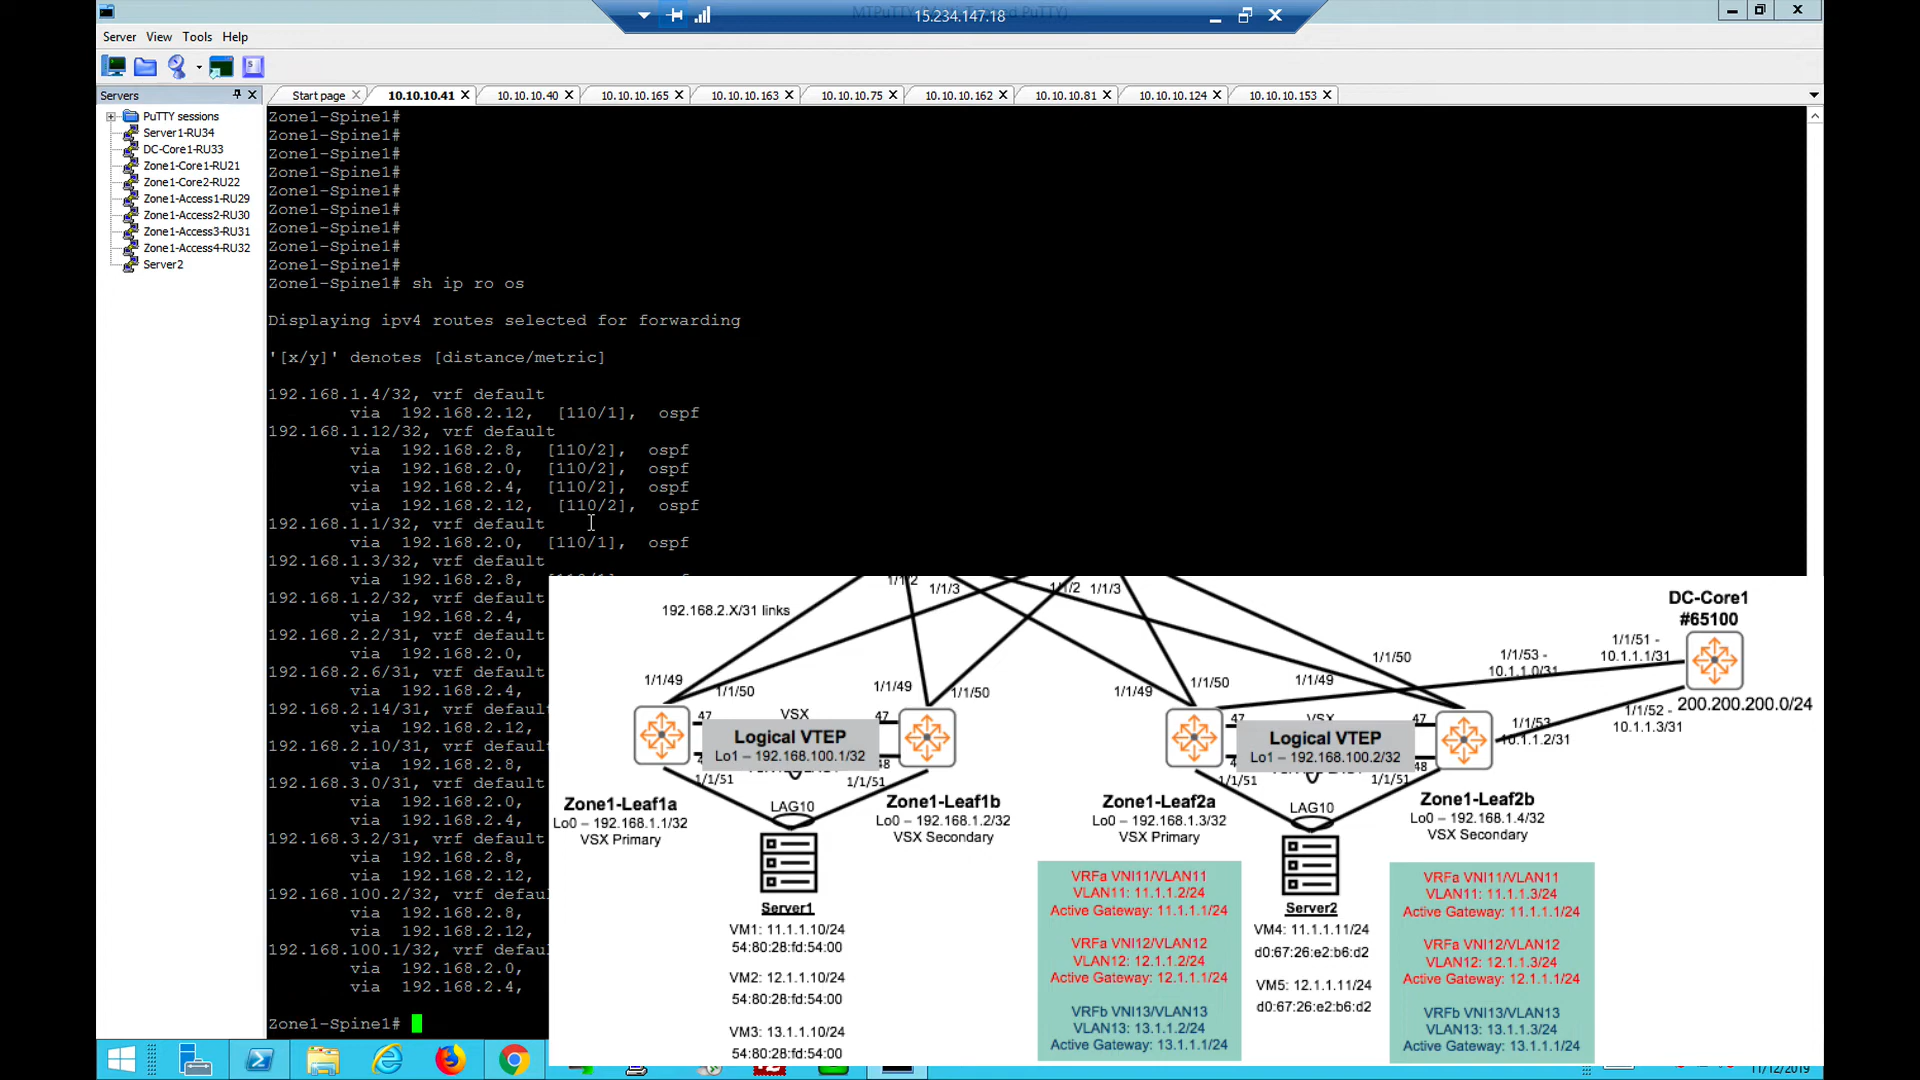 MTPuTTY (Multi-Tabbed PuTTY)
15.234.147.18
Server View Tools Help
Servers
Start page
10.10.10.41
10.10.10.40
10.10.10.165
10.10.10.163
10.10.10.75
10.10.10.162
10.10.10.81
10.10.10.124
10.10.10.153
PuTTY sessions
Server1-RU34
DC-Core1-RU33
Zone1-Core1-RU21
Zone1-Core2-RU22
Zone1-Access1-RU29
Zone1-Access2-RU30
Zone1-Access3-RU31
Zone1-Access4-RU32
Server2
Zone1-Spine1#
Zone1-Spine1#
Zone1-Spine1#
Zone1-Spine1#
Zone1-Spine1#
Zone1-Spine1#
Zone1-Spine1#
Zone1-Spine1#
Zone1-Spine1#
Zone1-Spine1# sh ip ro os
Displaying ipv4 routes selected for forwarding
'[x/y]' denotes [distance/metric]
192.168.1.4/32, vrf default
via 192.168.2.12, [110/1], ospf
192.168.1.12/32, vrf default
via 192.168.2.8, [110/2], ospf
via 192.168.2.0, [110/2], ospf
via 192.168.2.4, [110/2], ospf
via 192.168.2.12, [110/2], ospf
192.168.1.1/32, vrf default
via 192.168.2.0, [110/1], ospf
192.168.1.3/32, vrf default
via 192.168.2.8,
192.168.1.2/32, vrf default
via 192.168.2.4,
192.168.2.2/31, vrf default
via 192.168.2.0,
192.168.2.6/31, vrf default
via 192.168.2.4,
192.168.2.14/31, vrf default
via 192.168.2.12,
192.168.2.10/31, vrf default
via 192.168.2.8,
192.168.3.0/31, vrf default
via 192.168.2.0,
via 192.168.2.4,
192.168.3.2/31, vrf default
via 192.168.2.8,
via 192.168.2.12,
192.168.100.2/32, vrf defau
via 192.168.2.8,
via 192.168.2.12,
192.168.100.1/32, vrf defau
via 192.168.2.0,
via 192.168.2.4,
Zone1-Spine1#
1/1/2
1/1/3
1/1/2
1/1/3
192.168.2.X/31 links
DC-Core1
#65100
1/1/51 -
10.1.1.1/31
1/1/53 -
10.1.1.0/31
1/1/50
1/1/49
1/1/50
1/1/49
1/1/50
1/1/49
1/1/50
1/1/49
200.200.200.0/24
1/1/52 -
10.1.1.3/31
1/1/53
10.1.1.2/31
47
VSX
47
Logical VTEP
Lo1 – 192.168.100.1/32
48
1/1/51
1/1/51
47
VSX
47
Logical VTEP
Lo1 – 192.168.100.2/32
48
1/1/51
1/1/51
Zone1-Leaf1a
Lo0 – 192.168.1.1/32
VSX Primary
LAG10
Zone1-Leaf1b
Lo0 – 192.168.1.2/32
VSX Secondary
Zone1-Leaf2a
Lo0 – 192.168.1.3/32
VSX Primary
LAG10
Zone1-Leaf2b
Lo0 – 192.168.1.4/32
VSX Secondary
Server1
VM1: 11.1.1.10/24
54:80:28:fd:54:00
VM2: 12.1.1.10/24
54:80:28:fd:54:00
VM3: 13.1.1.10/24
54:80:28:fd:54:00
VRFa VNI11/VLAN11
VLAN11: 11.1.1.2/24
Active Gateway: 11.1.1.1/24
VRFa VNI12/VLAN12
VLAN12: 12.1.1.2/24
Active Gateway: 12.1.1.1/24
VRFb VNI13/VLAN13
VLAN13: 13.1.1.2/24
Active Gateway: 13.1.1.1/24
Server2
VM4: 11.1.1.11/24
d0:67:26:e2:b6:d2
VM5: 12.1.1.11/24
d0:67:26:e2:b6:d2
VRFa VNI11/VLAN11
VLAN11: 11.1.1.3/24
Active Gateway: 11.1.1.1/24
VRFa VNI12/VLAN12
VLAN12: 12.1.1.3/24
Active Gateway: 12.1.1.1/24
VRFb VNI13/VLAN13
VLAN13: 13.1.1.3/24
Active Gateway: 13.1.1.1/24
11/12/2019